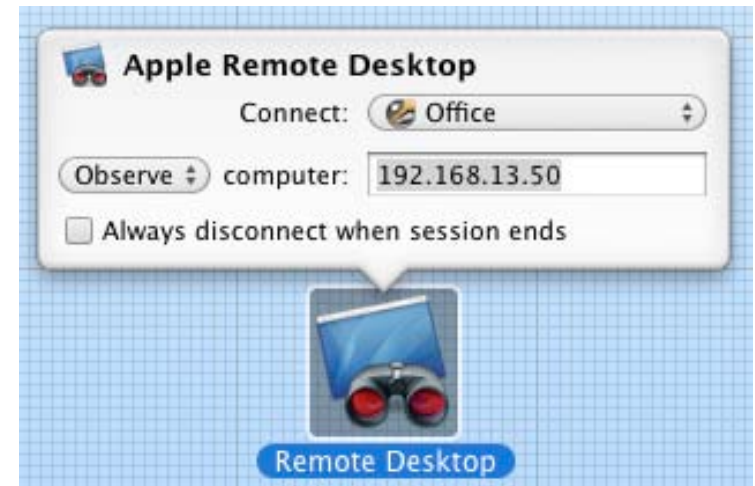 Apple Remote Desktop
Connect: Office
Observe computer: 192.168.13.50
Always disconnect when session ends
Remote Desktop